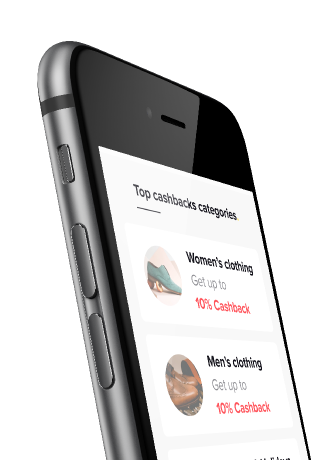 Top cashbacks categories
Women's clothing
Get up to
10% Cashback
Men's clothing
Get up to
10% Cashback